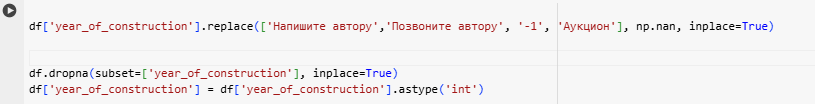 df['year_of_construction'].replace(['Напишите автору','Позвоните автору', '-1', 'Аукцион'], np.nan, inplace=True)
df.dropna(subset=['year_of_construction'], inplace=True)
df['year_of_construction'] = df['year_of_construction'].astype('int')